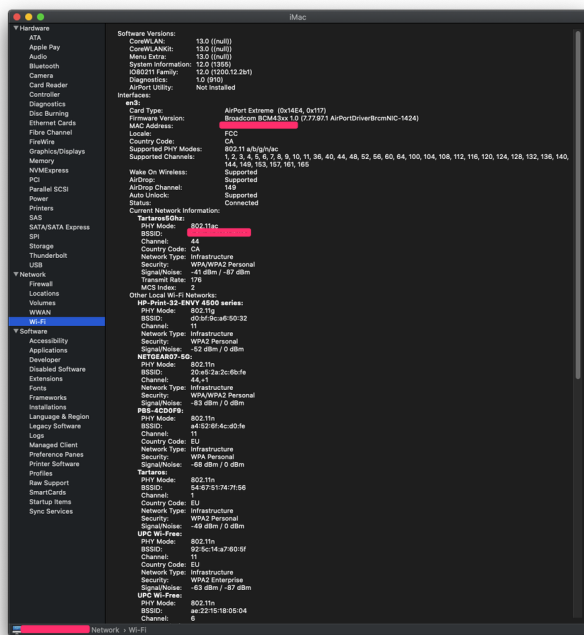 iMac
Hardware
ATA
Apple Pay
Audio
Bluetooth
Camera
Card Reader
Controller
Diagnostics
Disc Burning
Ethernet Cards
Fibre Channel
FireWire
Graphics/Displays
Memory
NVMExpress
PCI
Parallel SCSI
Power
Printers
SAS
SATA/SATA Express
SPI
Storage
Thunderbolt
USB
Network
Firewall
Locations
Volumes
WWAN
Wi-Fi
Software
Accessibility
Applications
Developer
Disabled Software
Extensions
Fonts
Frameworks
Installations
Language & Region
Legacy Software
Logs
Managed Client
Preference Panes
Printer Software
Profiles
Raw Support
SmartCards
Startup Items
Sync Services
Software Versions:
CoreWLAN: 13.0 ((null))
CoreWLANKit: 13.0 ((null))
Menu Extra: 13.0 ((null))
System Information: 12.0 (1355)
IO80211 Family: 12.0 (1200.12.2b1)
Diagnostics: 1.0 (910)
AirPort Utility: Not Installed
Interfaces:
en3:
Card Type: AirPort Extreme (0x14E4, 0x117)
Firmware Version: Broadcom BCM43xx 1.0 (7.77.97.1 AirPortDriverBrcmNIC-1424)
MAC Address:
Locale: FCC
Country Code: CA
Supported PHY Modes: 802.11 a/b/g/n/ac
Supported Channels: 1, 2, 3, 4, 5, 6, 7, 8, 9, 10, 11, 36, 40, 44, 48, 52, 56, 60, 64, 100, 104, 108, 112, 116, 120, 124, 128, 132, 136, 140,
144, 149, 153, 157, 161, 165
Wake On Wireless: Supported
AirDrop: Supported
AirDrop Channel: 149
Auto Unlock: Supported
Status: Connected
Current Network Information:
Tartaros5Ghz:
PHY Mode: 802.11ac
BSSID:
Channel: 44
Country Code: CA
Network Type: Infrastructure
Security: WPA/WPA2 Personal
Signal/Noise: -41 dBm / -87 dBm
Transmit Rate: 176
MCS Index: 2
Other Local Wi-Fi Networks:
HP-Print-32-ENVY 4500 series:
PHY Mode: 802.11g
BSSID: d0:bf:9c:a6:50:32
Channel: 11
Network Type: Infrastructure
Security: WPA2 Personal
Signal/Noise: -52 dBm / 0 dBm
NETGEAR07-5G:
PHY Mode: 802.11n
BSSID: 20:e5:2a:2c:6b:fe
Channel: 44,+1
Network Type: Infrastructure
Security: WPA/WPA2 Personal
Signal/Noise: -83 dBm / 0 dBm
PBS-4CD0F9:
PHY Mode: 802.11n
BSSID: a4:52:6f:4c:d0:fe
Channel: 11
Country Code: EU
Network Type: Infrastructure
Security: WPA Personal
Signal/Noise: -68 dBm / 0 dBm
Tartaros:
PHY Mode: 802.11n
BSSID: 54:67:51:74:7f:56
Channel: 1
Country Code: EU
Network Type: Infrastructure
Security: WPA2 Personal
Signal/Noise: -49 dBm / 0 dBm
UPC Wi-Free:
PHY Mode: 802.11n
BSSID: 92:5c:14:a7:60:5f
Channel: 11
Country Code: EU
Network Type: Infrastructure
Security: WPA2 Enterprise
Signal/Noise: -63 dBm / -87 dBm
UPC Wi-Free:
PHY Mode: 802.11n
BSSID: ae:22:15:18:05:04
Channel: 6
Network › Wi-Fi